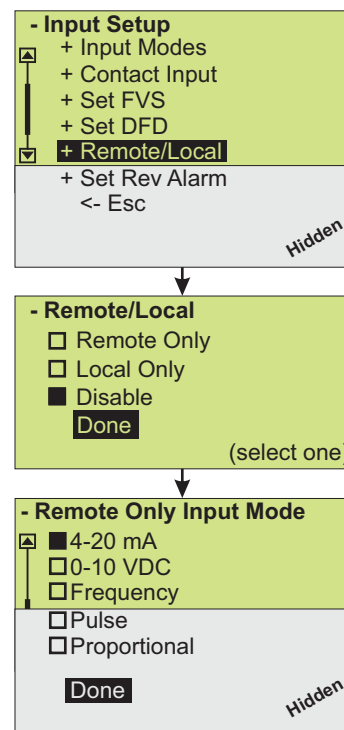 - Input Setup
+ Input Modes
+ Contact Input
+ Set FVS
+ Set DFD
+ Remote/Local
+ Set Rev Alarm
<- Esc
Hidden
- Remote/Local
Remote Only
Local Only
Disable
Done
(select one)
- Remote Only Input Mode
4-20 mA
0-10 VDC
Frequency
Pulse
Proportional
Done
Hidden